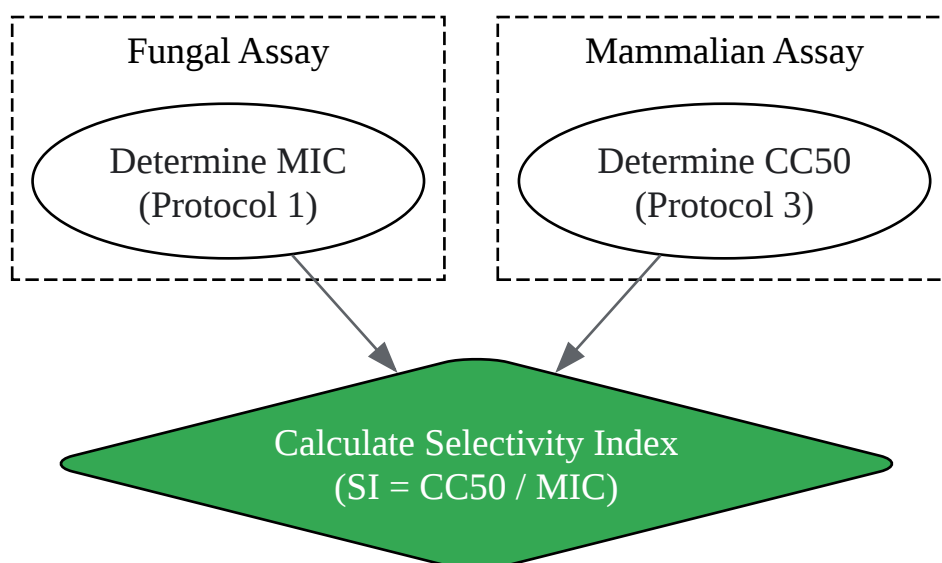 Fungal Assay
Determine MIC
(Protocol 1)
Mammalian Assay
Determine CC50
(Protocol 3)
Calculate Selectivity Index
(SI = CC50 / MIC)